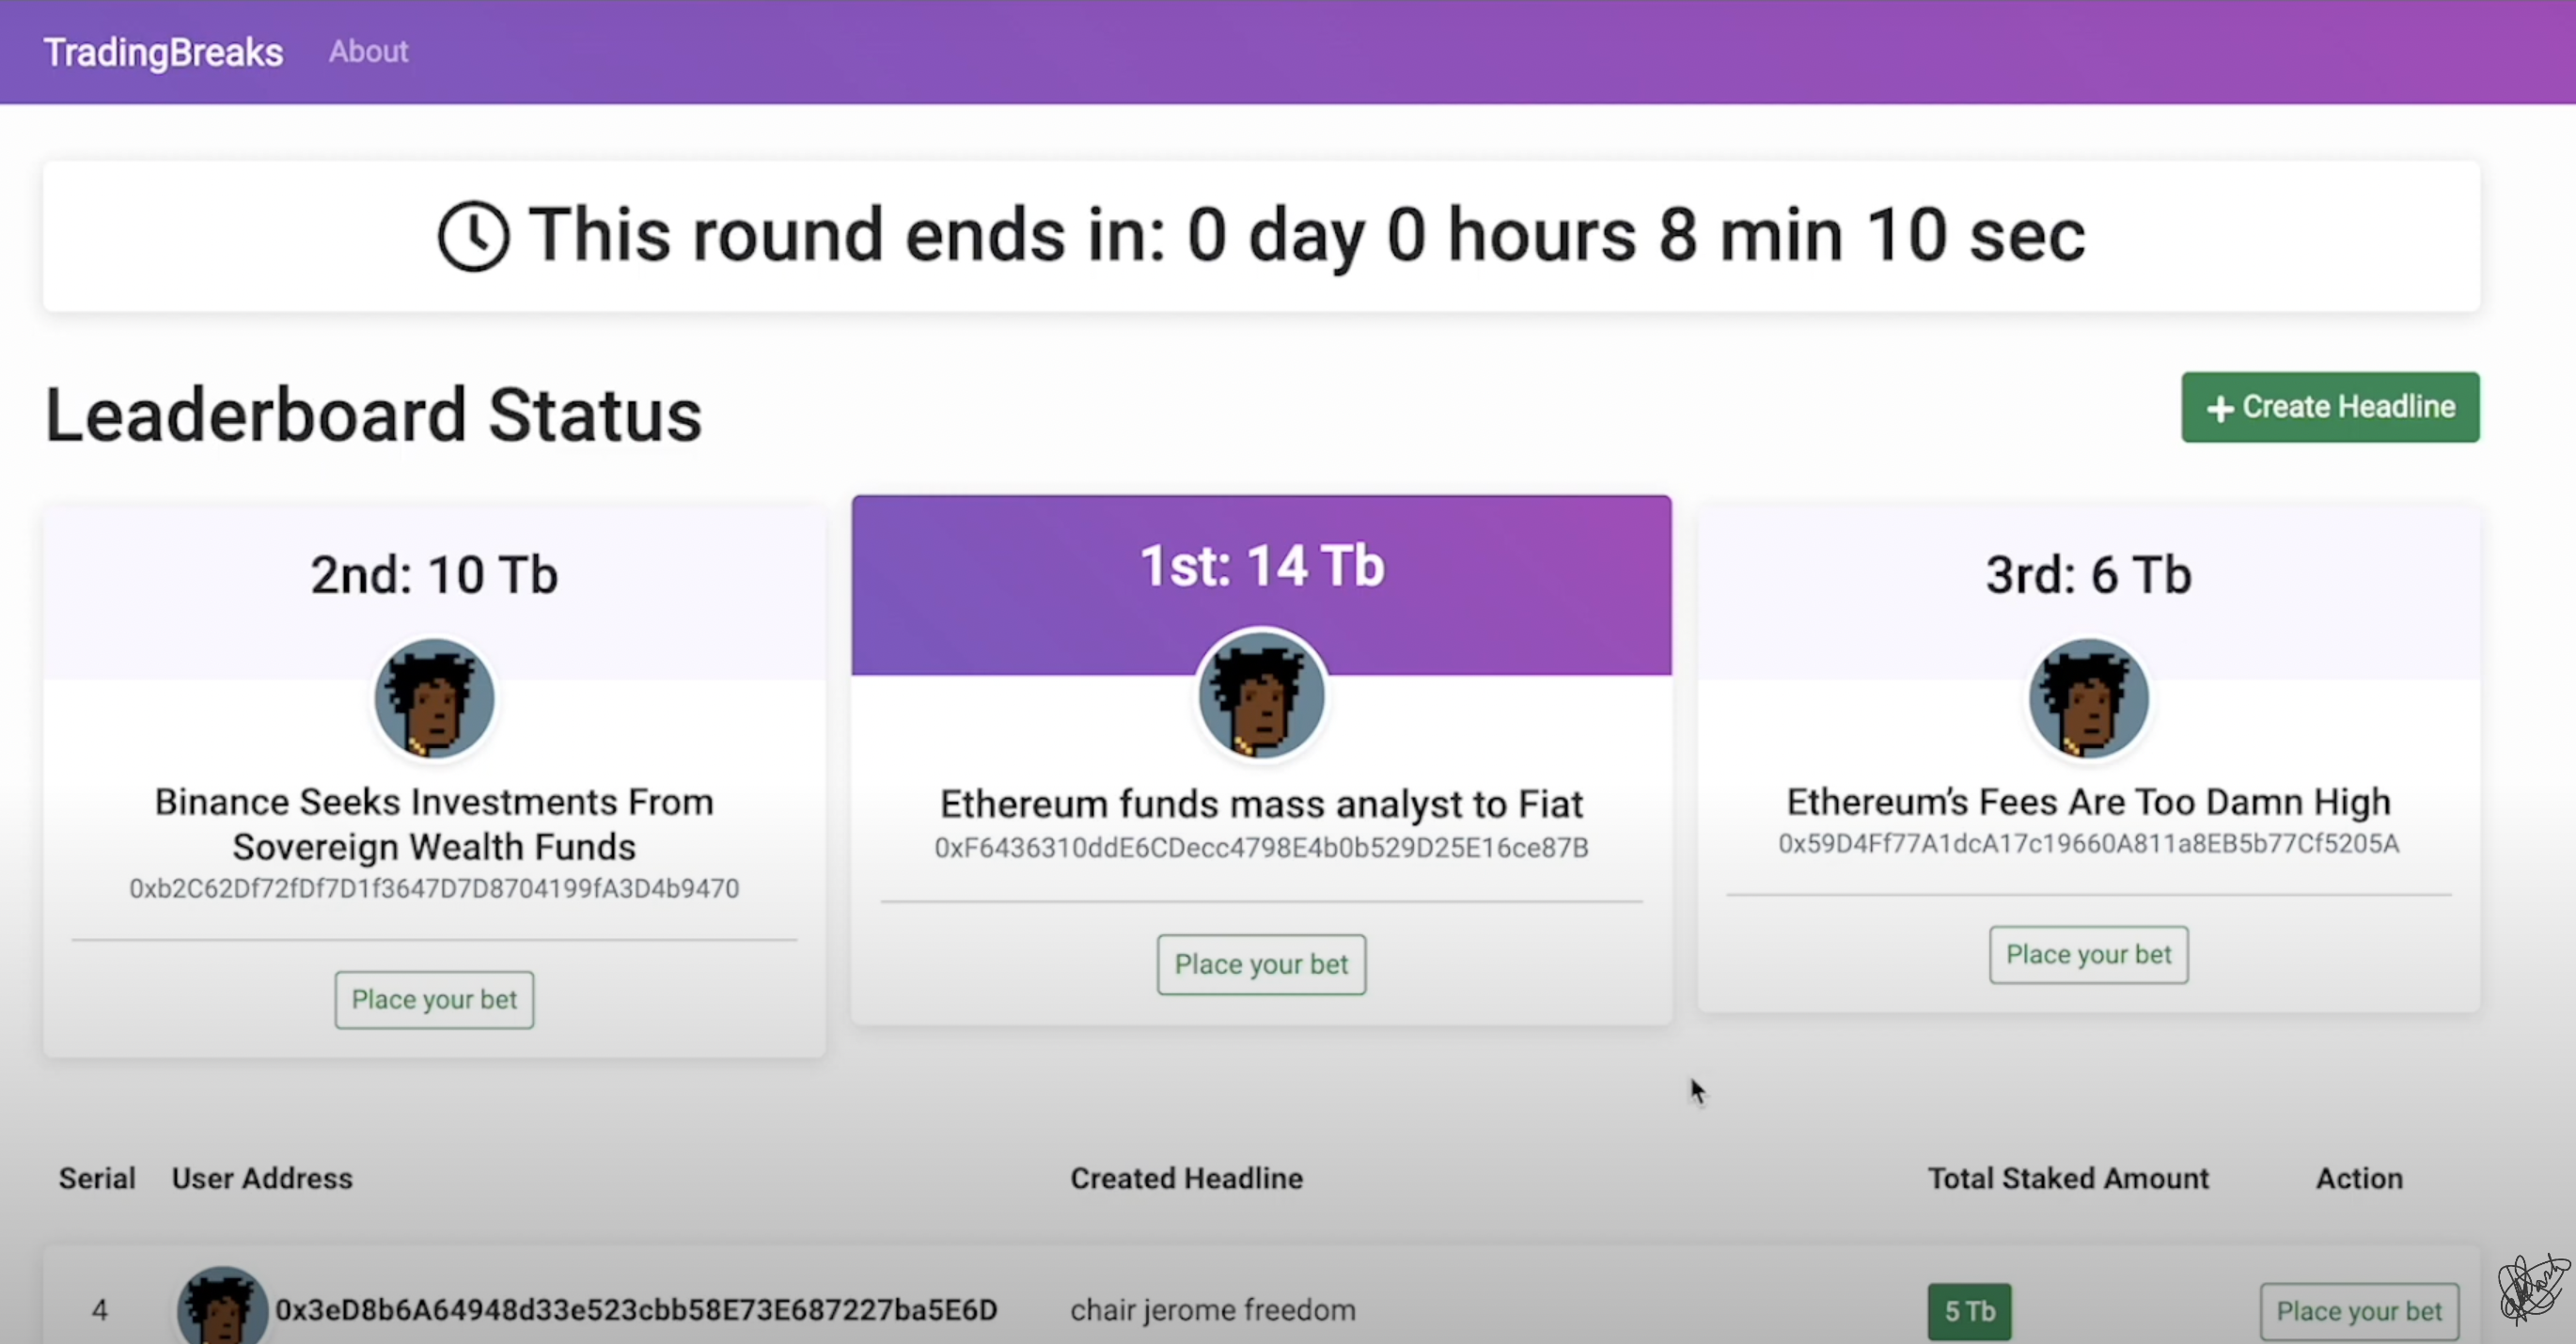 TradingBreaks About
This round ends in: 0 day 0 hours 8 min 10 sec
Leaderboard Status
+ Create Headline
2nd: 10 Tb
Binance Seeks Investments From
Sovereign Wealth Funds
0xb2C62Df72fDf7D1f3647D7D8704199fA3D4b9470
Place your bet
1st: 14 Tb
Ethereum funds mass analyst to Fiat
0xF6436310ddE6CDecc4798E4b0b529D25E16ce87B
Place your bet
3rd: 6 Tb
Ethereum’s Fees Are Too Damn High
0x59D4Ff77A1dcA17c19660A811a8EB5b77Cf5205A
Place your bet
Serial User Address Created Headline Total Staked Amount Action
4 0x3eD8b6A64948d33e523cbb58E73E687227ba5E6D chair jerome freedom 5 Tb Place your bet